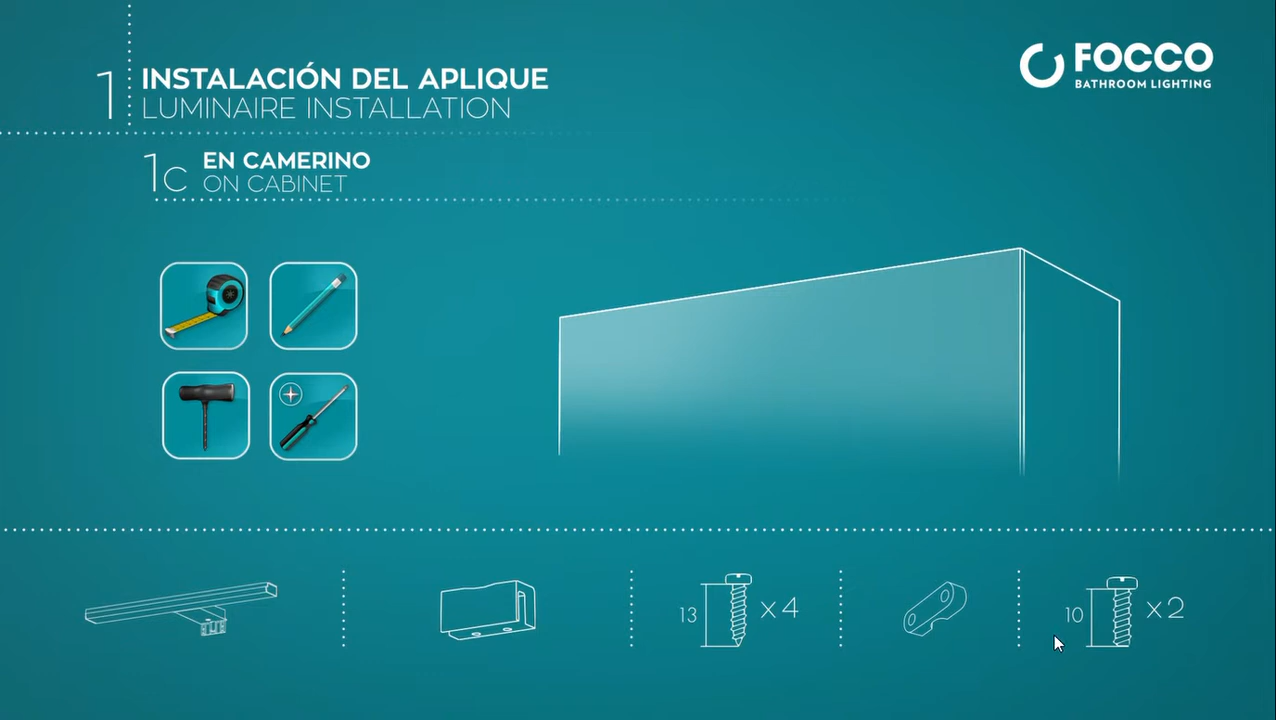 1
INSTALACIÓN DEL APLIQUE
LUMINAIRE INSTALLATION
FOCCO
BATHROOM LIGHTING
1c
EN CAMERINO
ON CABINET
13
x4
10
x2